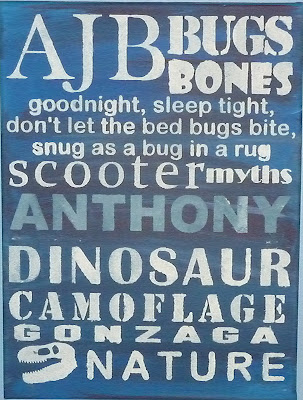 AJB BUGS
BONES
goodnight, sleep tight,
don't let the bed bugs bite,
snug as a bug in a rug
scooter myths
ANTHONY
DINOSAUR
CAMOFLAGE
GONZAGA
NATURE